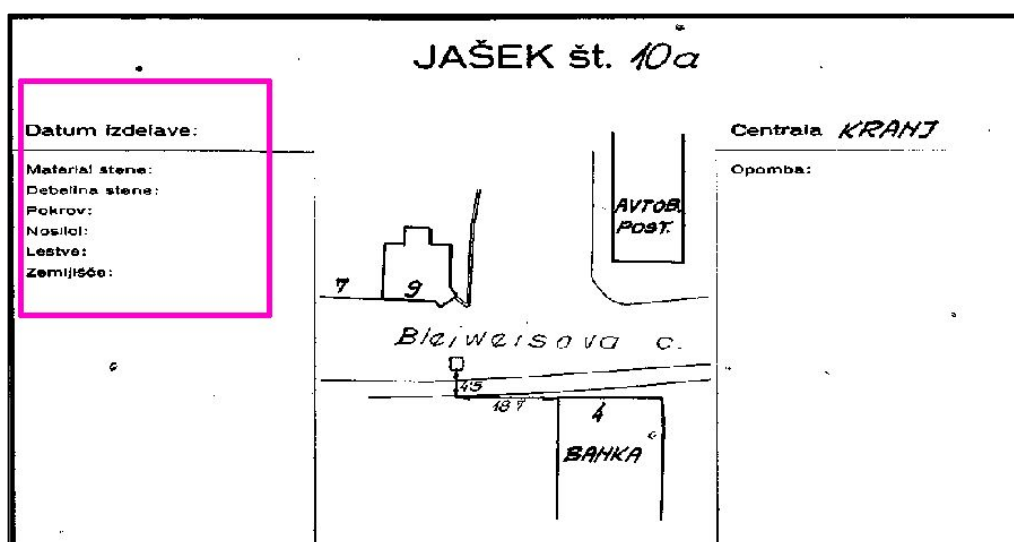 JAŠEK št. 10a
Datum izdelave:
Material stene:
Debelina stene:
Pokrov:
Nosilci:
Lestve:
Zemljišče:
Centrala KRANJ
Opomba:
AVTOB.
POST.
7
9
Bleiweisova c.
45
187
4
BANKA